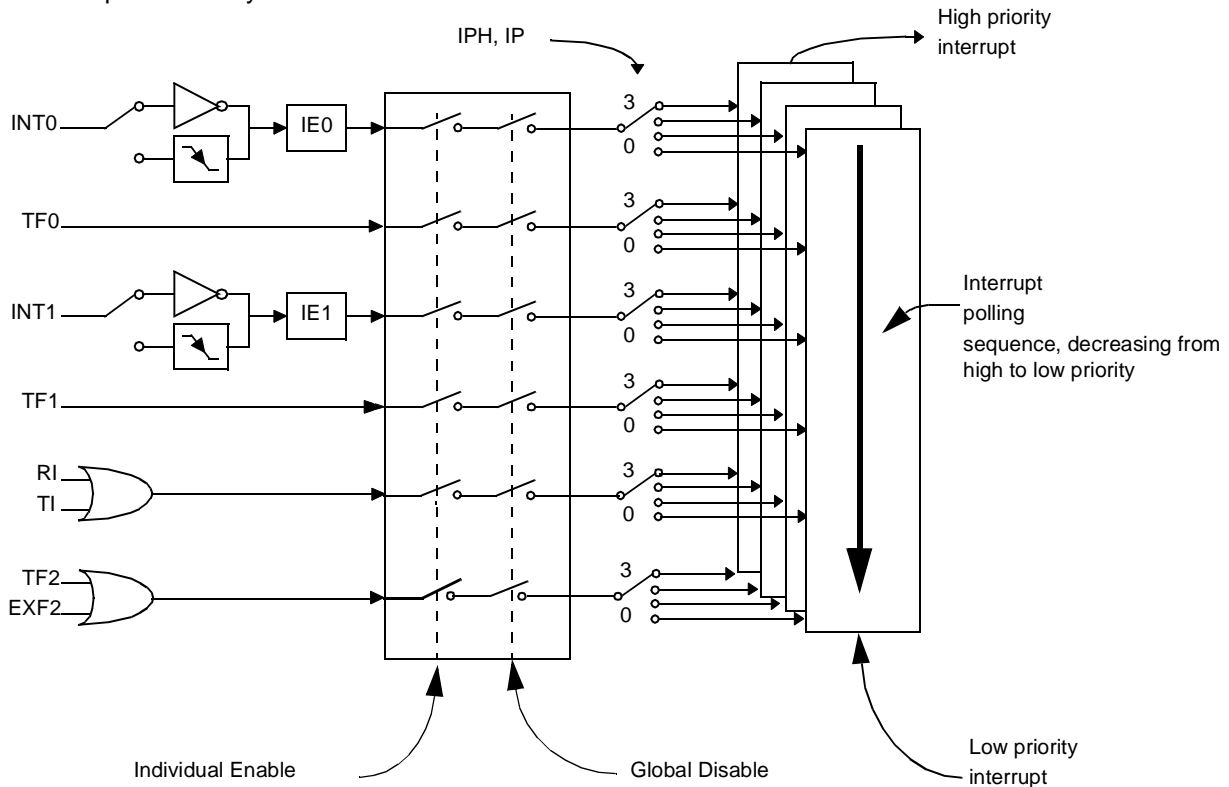 High priority
interrupt
IPH, IP
INT0
IE0
3
0
TF0
3
0
INT1
IE1
3
0
Interrupt
polling
sequence, decreasing from
high to low priority
TF1
3
0
RI
TI
3
0
TF2
EXF2
3
0
Individual Enable
Global Disable
Low priority
interrupt